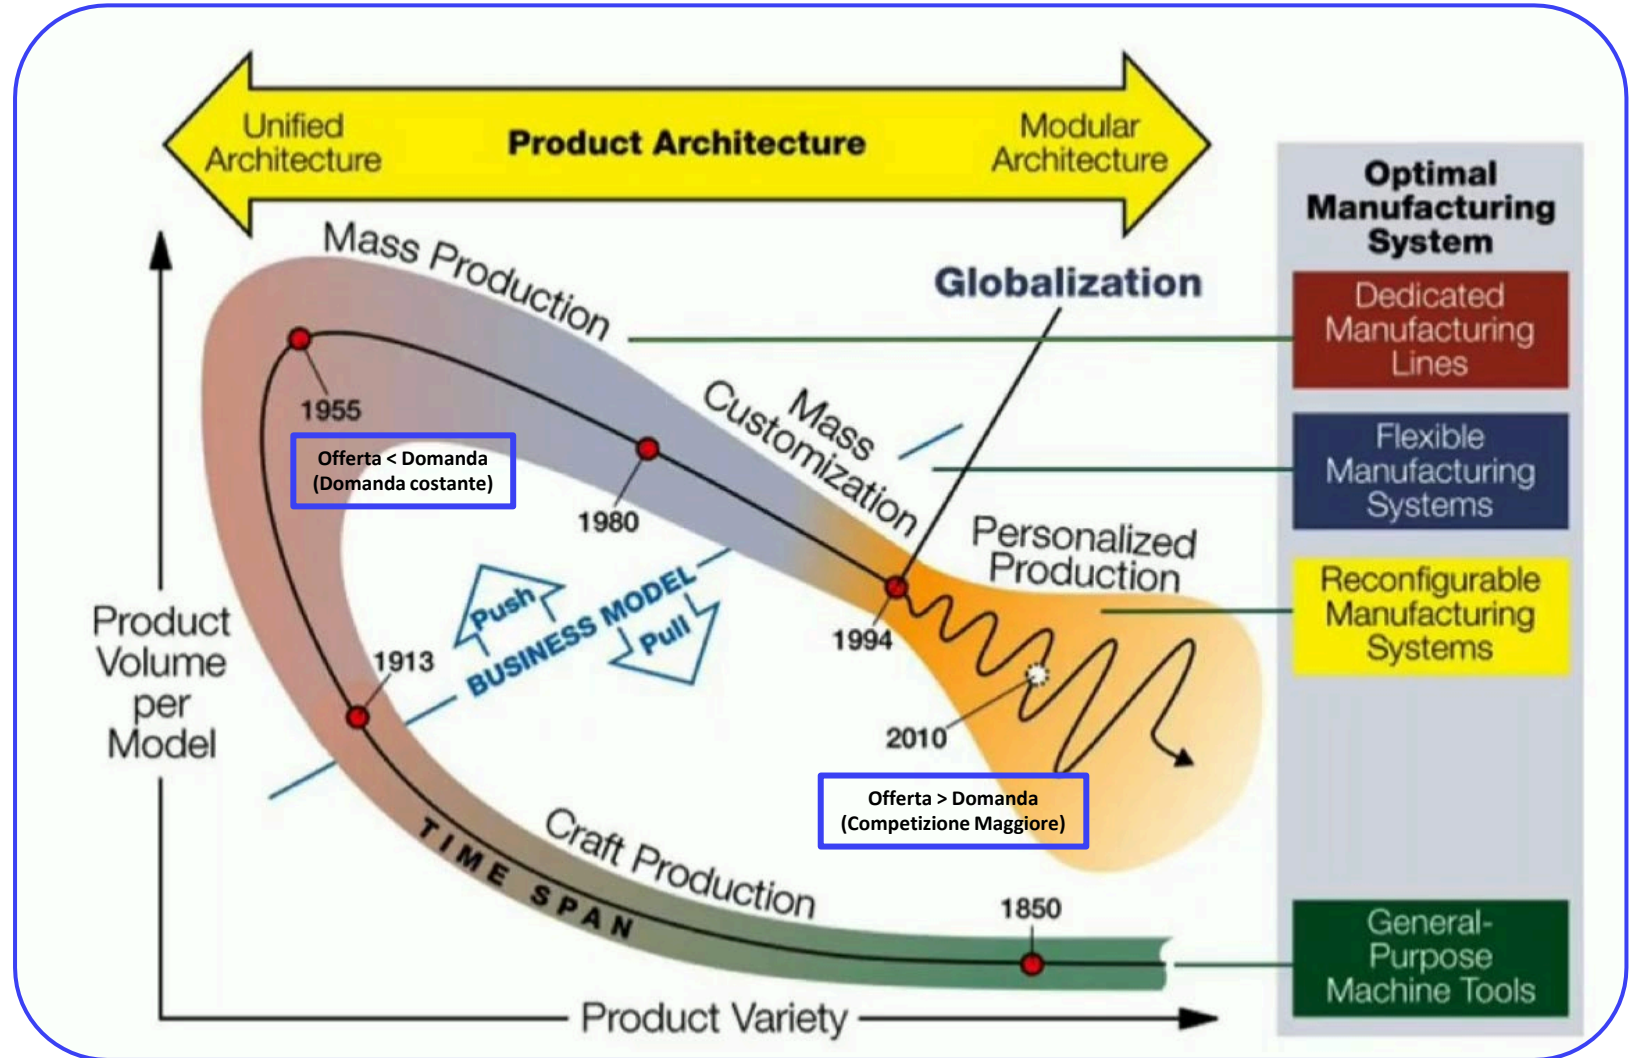 Unified
Architecture
Product Architecture
Modular
Architecture
Optimal
Manufacturing
System
Mass Production
Globalization
Dedicated
Manufacturing
Lines
1955
Mass
Customization
Flexible
Manufacturing
Systems
Offerta < Domanda
(Domanda costante)
1980
Personalized
Production
Reconfigurable
Manufacturing
Systems
Push
BUSINESS MODEL
Pull
Product
Volume
per
Model
1913
1994
2010
Offerta > Domanda
(Competizione Maggiore)
TIME SPAN
Craft Production
1850
General-
Purpose
Machine Tools
Product Variety